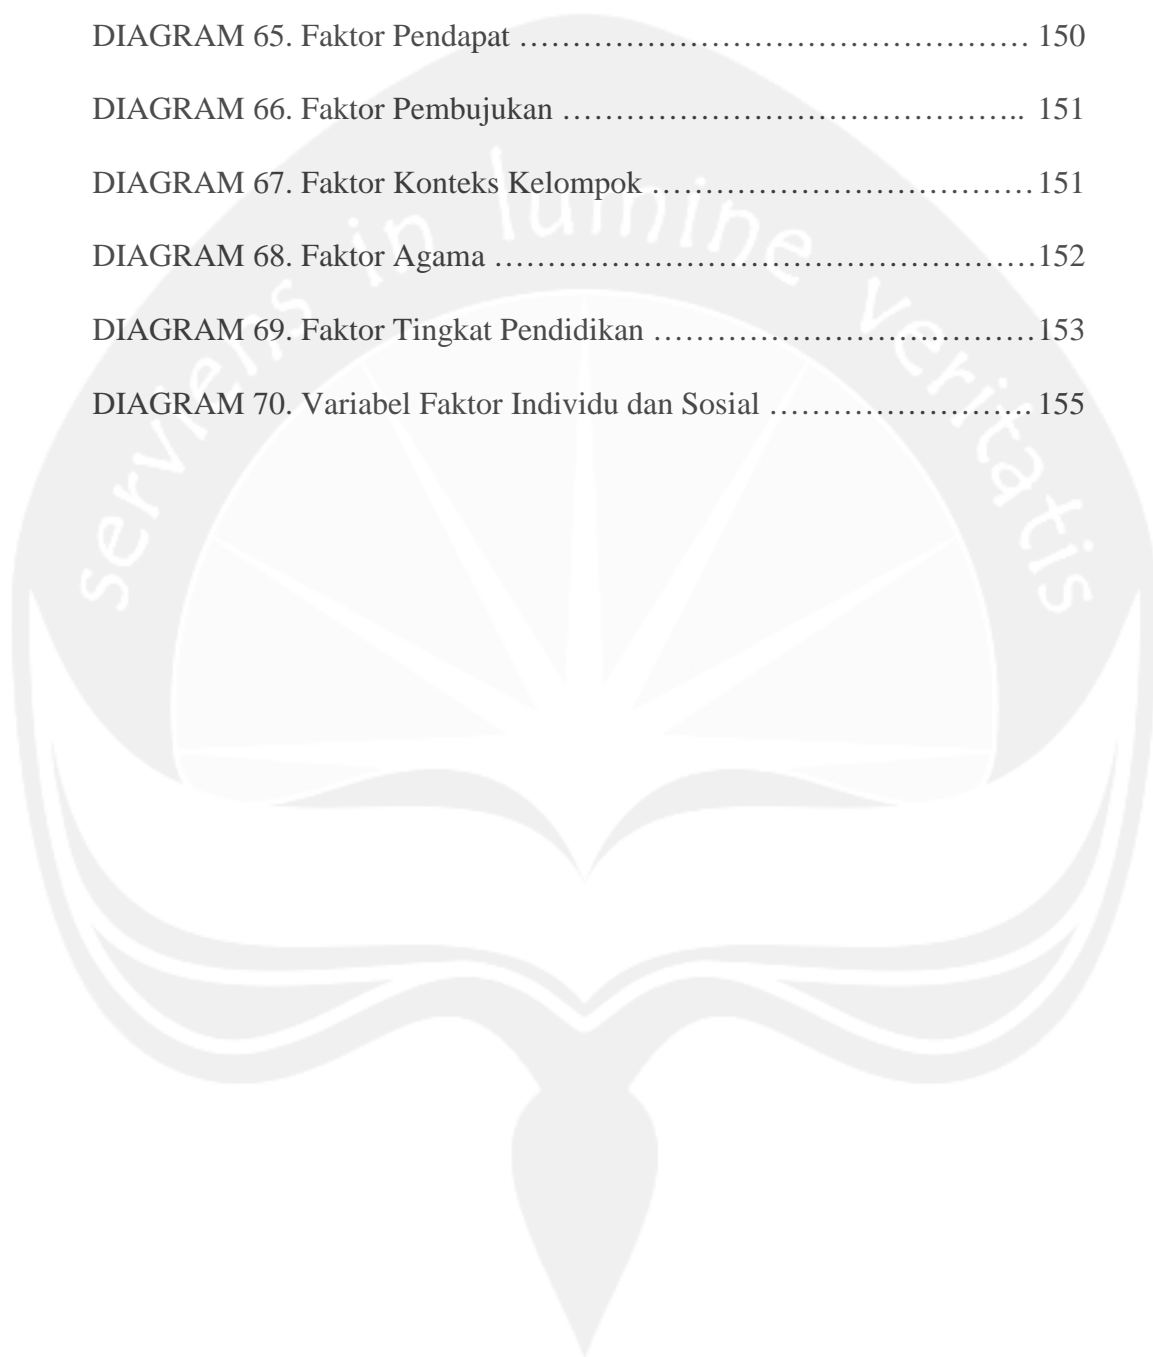 DIAGRAM 65. Faktor Pendapat ………………………………………… 150
DIAGRAM 66. Faktor Pembujukan …………………………………….. 151
DIAGRAM 67. Faktor Konteks Kelompok ……………………………… 151
DIAGRAM 68. Faktor Agama ……………………………………………152
DIAGRAM 69. Faktor Tingkat Pendidikan ………………………………153
DIAGRAM 70. Variabel Faktor Individu dan Sosial ……………………. 155
serviens in lumine veritatis